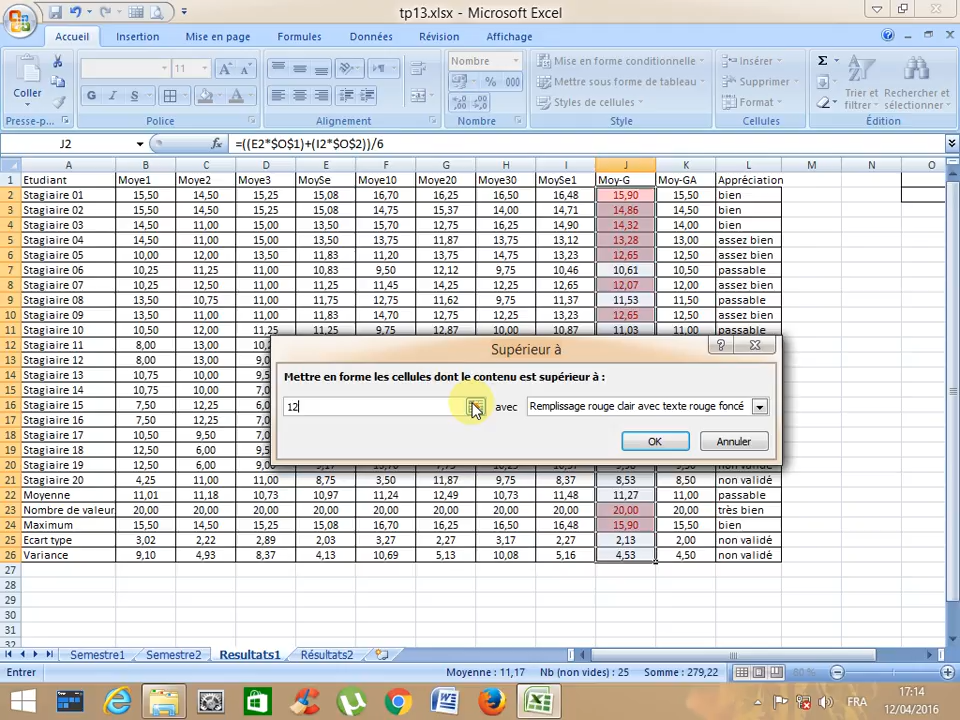 tp13.xlsx - Microsoft Excel
Accueil Insertion Mise en page Formules Données Révision Affichage
Coller
11
Nombre
Mise en forme conditionnelle
Mettre sous forme de tableau
Styles de cellules
Insérer
Supprimer
Format
Trier et filtrer
Rechercher et sélectionner
Presse-p...
Police
Alignement
Nombre
Style
Cellules
Édition
J2 fx =((E2*$O$1)+(I2*$O$2))/6
A B C D E F G H I J K L M N O
1 Etudiant Moye1 Moye2 Moye3 MoySe Moye10 Moye20 Moye30 MoySe1 Moy-G Moy-GA Appréciation
2 Stagiaire 01 15,50 14,50 15,25 15,08 16,70 16,25 16,50 16,48 15,90 15,50 bien
3 Stagiaire 02 15,50 14,50 15,25 15,08 14,75 15,37 14,00 14,71 14,86 14,50 bien
4 Stagiaire 03 14,50 11,00 15,00 13,50 15,70 12,75 16,25 14,90 14,32 14,00 bien
5 Stagiaire 04 14,50 11,00 15,00 13,50 13,75 11,87 13,75 13,12 13,28 13,00 assez bien
6 Stagiaire 05 10,00 12,00 13,50 11,83 11,20 13,75 14,75 13,23 12,65 12,50 assez bien
7 Stagiaire 06 10,25 11,25 11,00 10,83 9,50 12,12 9,75 10,46 10,61 10,50 passable
8 Stagiaire 07 10,25 12,50 11,00 11,25 11,45 14,25 12,25 12,65 12,07 12,00 assez bien
9 Stagiaire 08 13,50 10,75 11,00 11,75 12,75 11,62 9,75 11,37 11,53 11,50 passable
10 Stagiaire 09 13,50 11,00 10,25 11,58 14,70 12,75 12,25 13,23 12,65 12,50 assez bien
11 Stagiaire 10 10,50 12,00 11,25 11,25 9,75 12,87 10,00 10,87 11,03 11,00 passable
12 Stagiaire 11 8,00 13,00
13 Stagiaire 12 8,00 13,00
14 Stagiaire 13 10,75 11,00
15 Stagiaire 14 10,75 14,00
16 Stagiaire 15 7,50 12,25
17 Stagiaire 16 7,50 12,25
18 Stagiaire 17 10,50 9,50
19 Stagiaire 18 12,50 6,00
20 Stagiaire 19 12,50 6,00
21 Stagiaire 20 4,25 11,00 11,00 8,75 3,50 11,87 9,75 8,37 8,53 8,50 non validé
22 Moyenne 11,01 11,18 10,73 10,97 11,24 12,49 10,73 11,48 11,27 11,00 passable
23 Nombre de valeur 20,00 20,00 20,00 20,00 20,00 20,00 20,00 20,00 20,00 20,00 très bien
24 Maximum 15,50 14,50 15,25 15,08 16,70 16,25 16,50 16,48 15,90 15,50 bien
25 Ecart type 3,02 2,22 2,89 2,03 3,27 2,27 3,17 2,27 2,13 2,00 non validé
26 Variance 9,10 4,93 8,37 4,13 10,69 5,13 10,08 5,16 4,53 4,50 non validé
27
28
29
30
31
32
Supérieur à
Mettre en forme les cellules dont le contenu est supérieur à :
12 avec Remplissage rouge clair avec texte rouge foncé
OK Annuler
Semestre1 Semestre2 Resultats1 Résultats2
Entrer Moyenne : 11,17 Nb (non vides) : 25 Somme : 279,22 80 %
FRA
17:14
12/04/2016